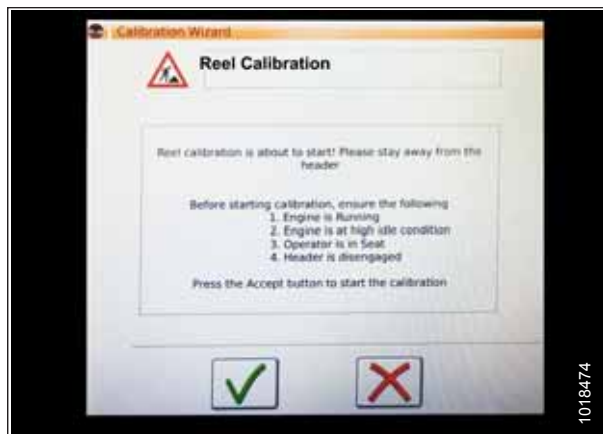 Calibration Wizard
Reel Calibration
Reel calibration is about to start! Please stay away from the
header
Before starting calibration, ensure the following
1. Engine is Running
2. Engine is at high idle condition
3. Operator is in Seat
4. Header is disengaged
Press the Accept button to start the calibration
1018474